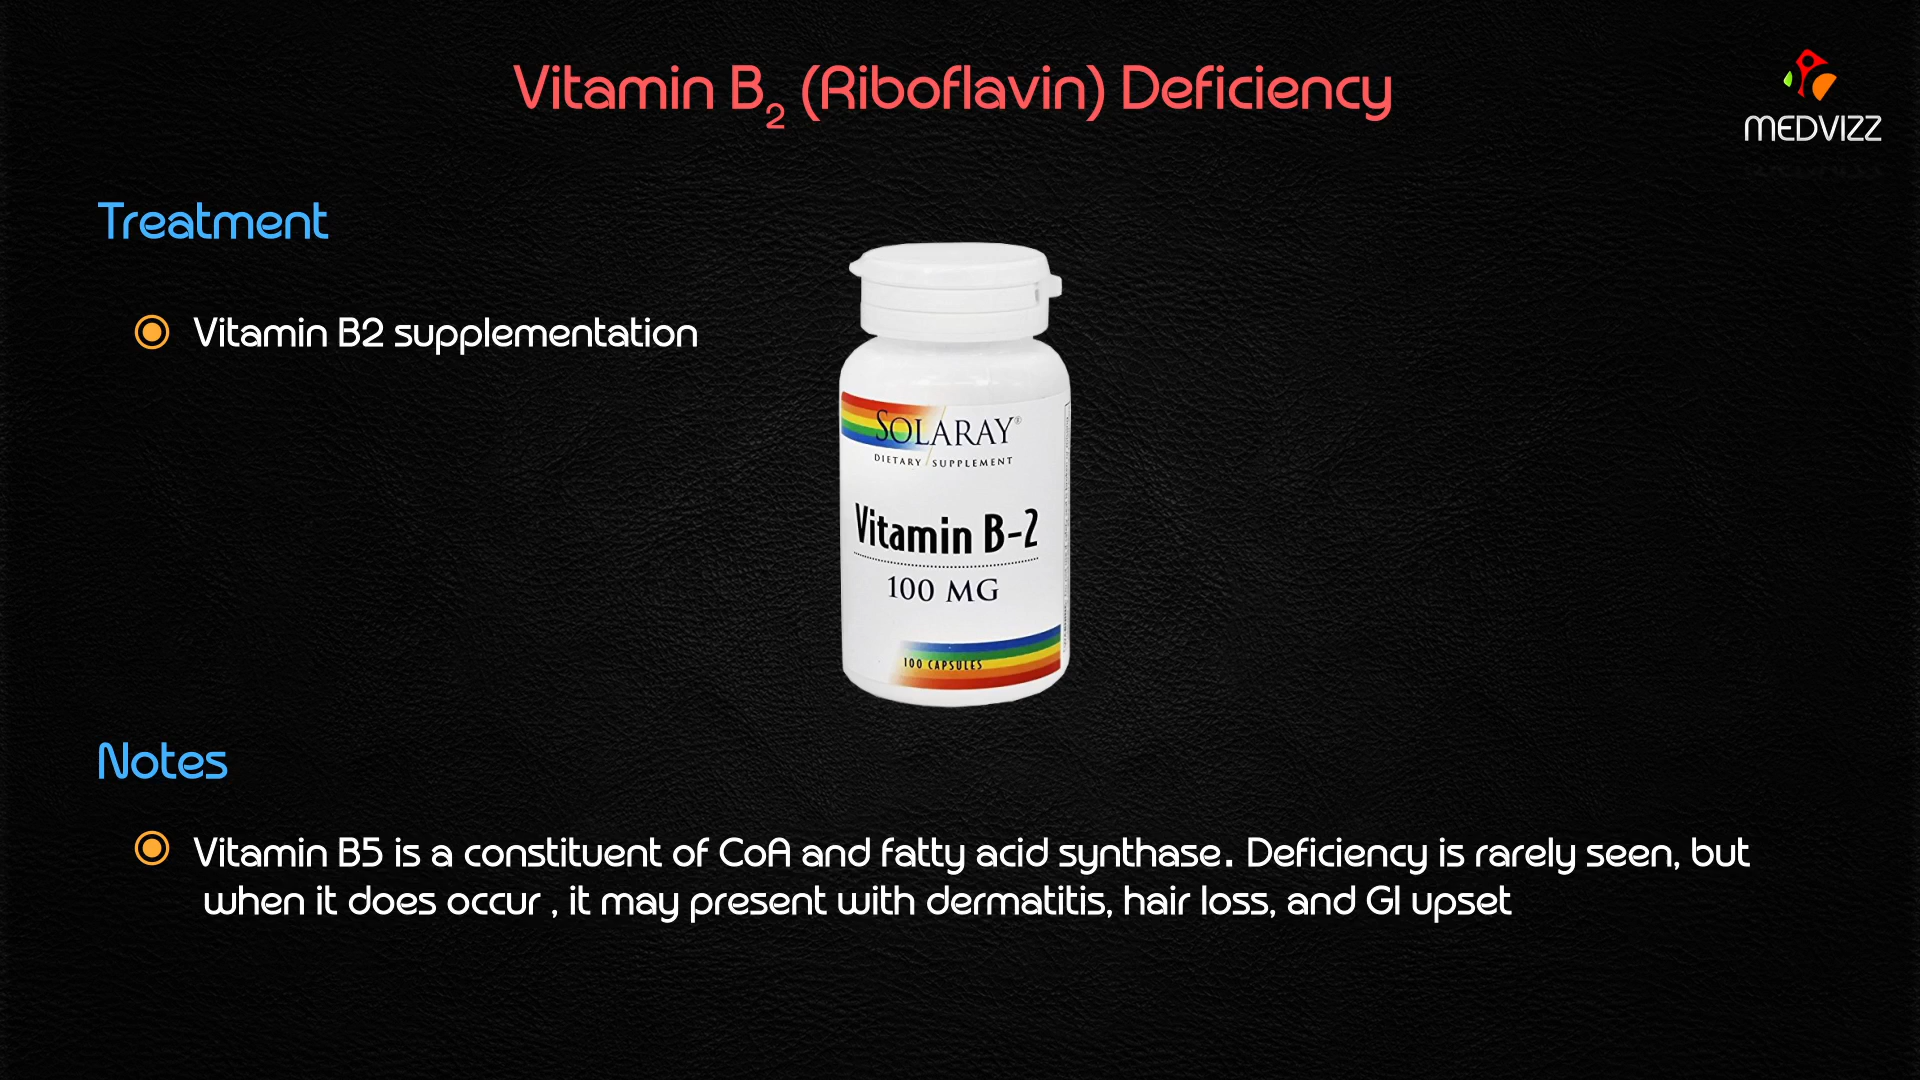 Vitamin B2 (Riboflavin) Deficiency
MEDVIZZ
Treatment
Vitamin B2 supplementation
SOLARAY®
DIETARY SUPPLEMENT
Vitamin B-2
100 MG
100 CAPSULES
Notes
Vitamin B5 is a constituent of CoA and fatty acid synthase. Deficiency is rarely seen, but
when it does occur , it may present with dermatitis, hair loss, and GI upset